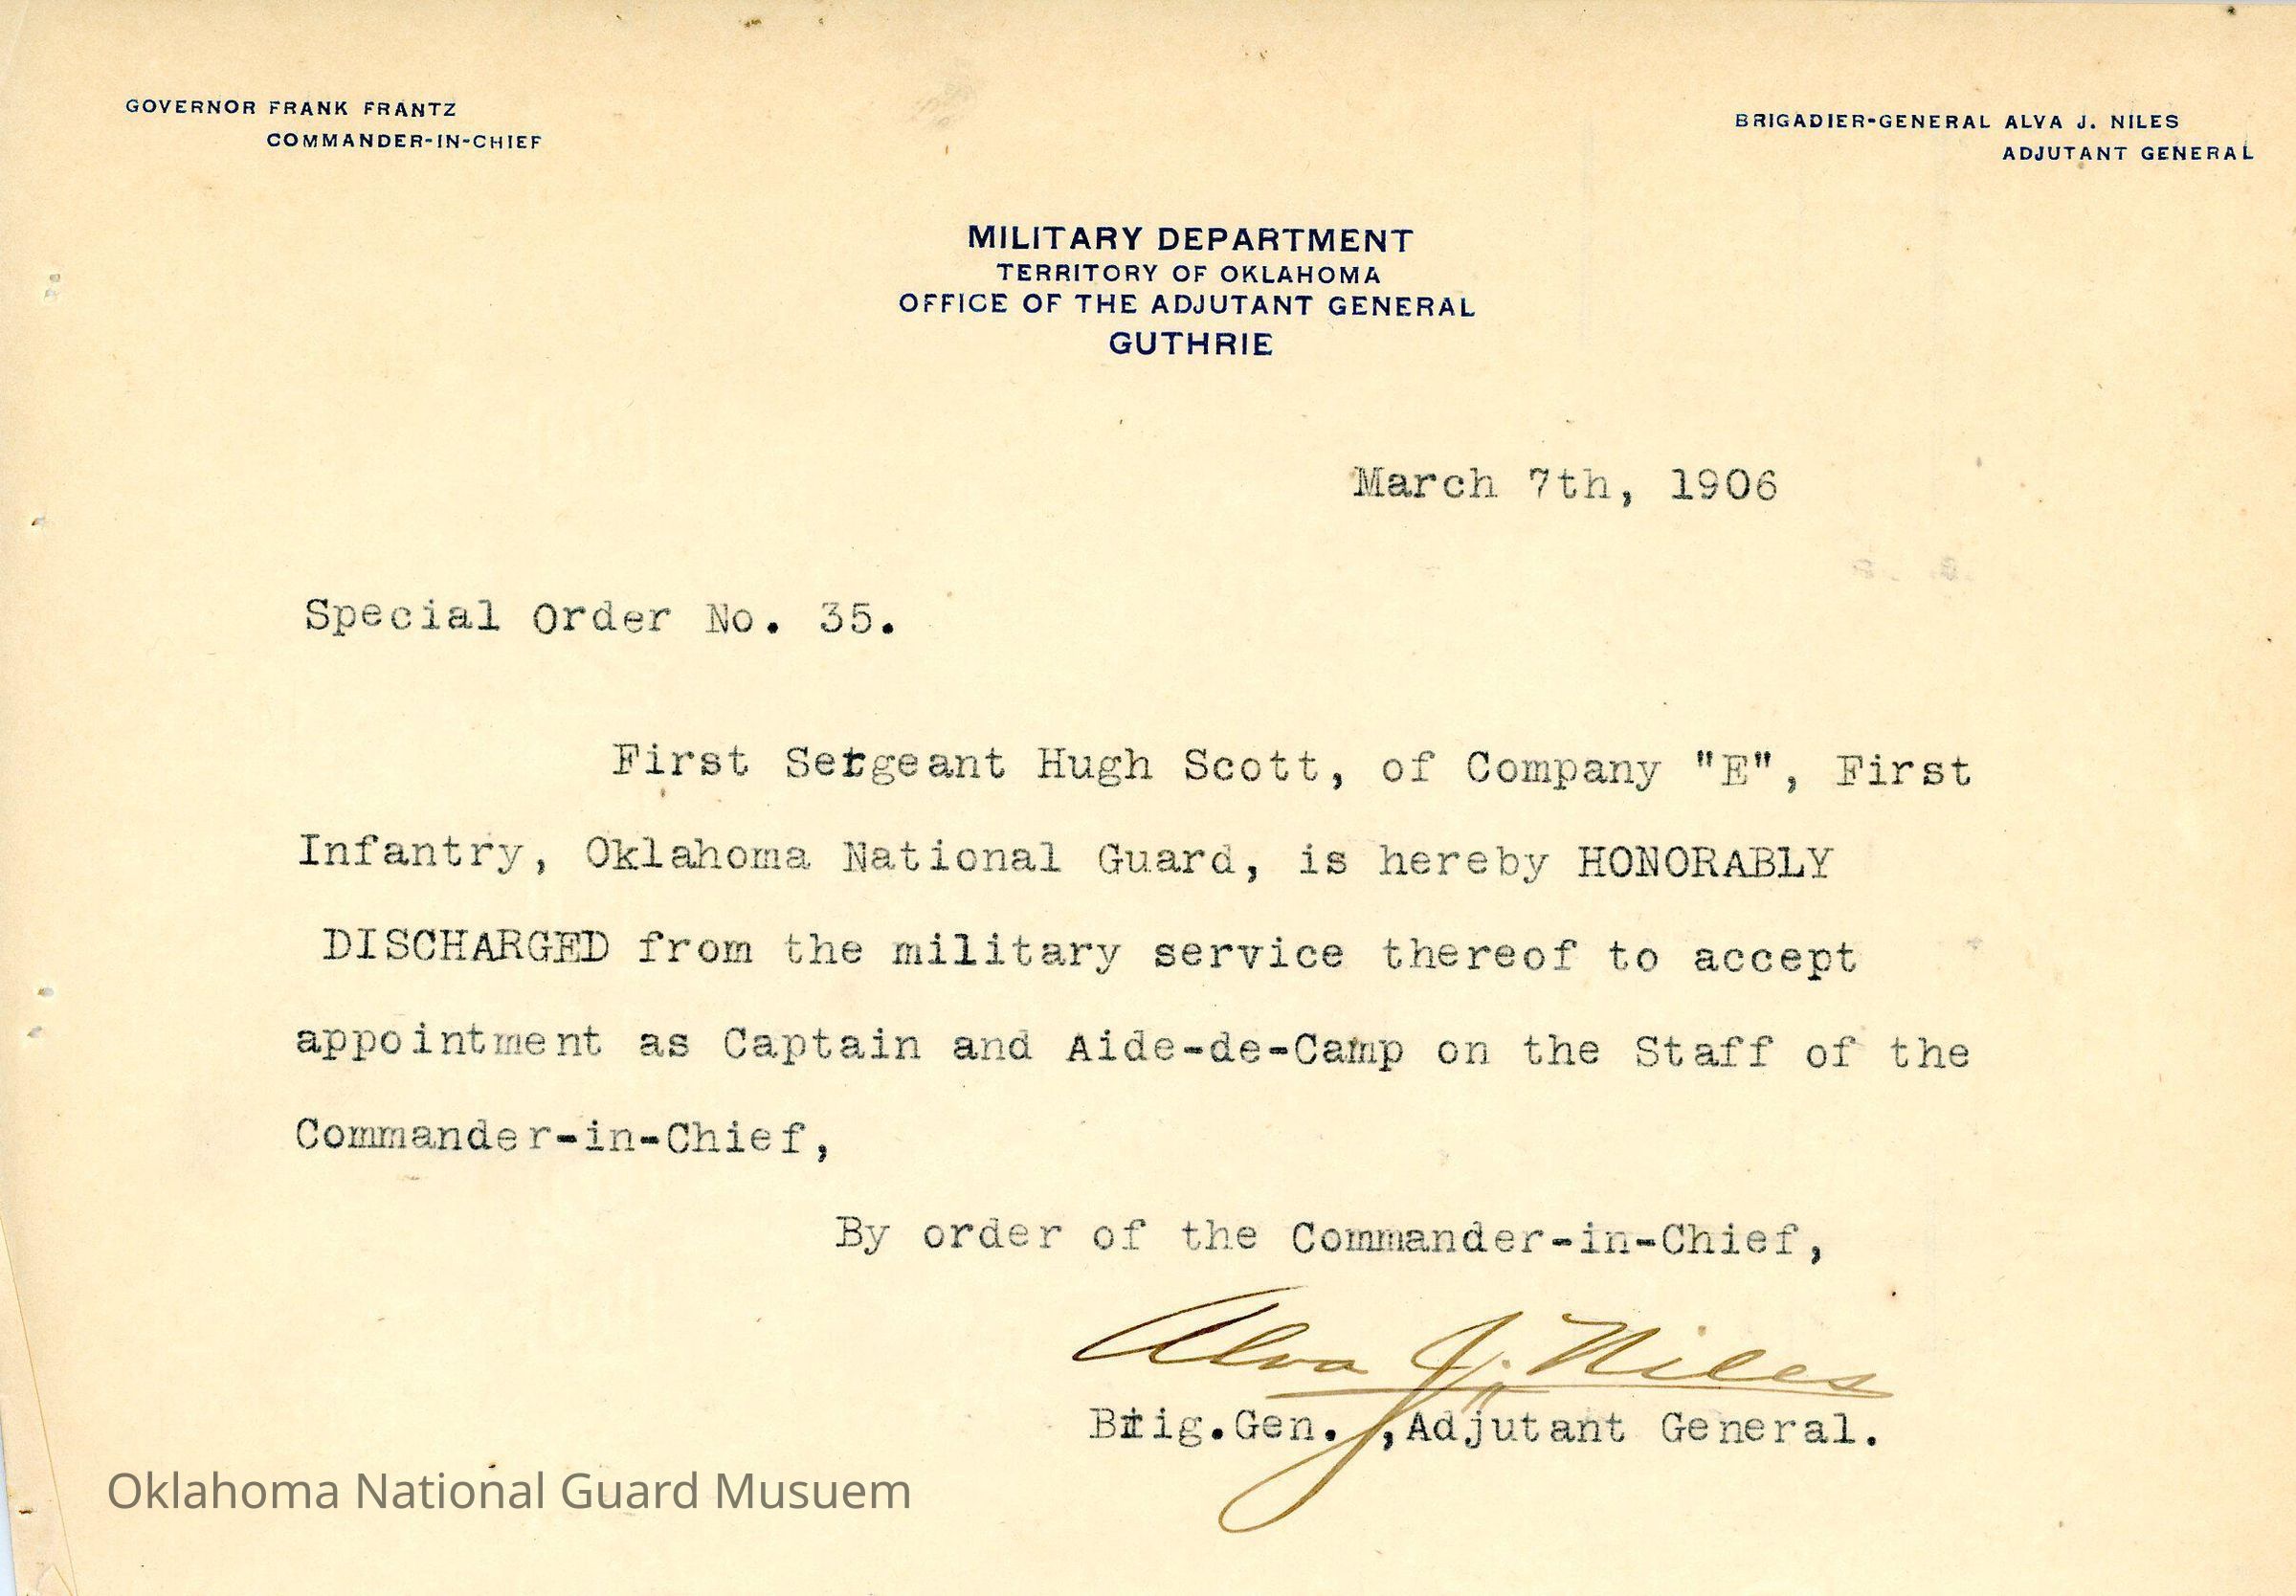 GOVERNOR FRANK FRANTZ
COMMANDER-IN-CHIEF
BRIGADIER-GENERAL ALVA J. NILES
ADJUTANT GENERAL
MILITARY DEPARTMENT
TERRITORY OF OKLAHOMA
OFFICE OF THE ADJUTANT GENERAL
GUTHRIE
March 7th, 1906
Special Order No. 35.
First Sergeant Hugh Scott, of Company "E", First
Infantry, Oklahoma National Guard, is hereby HONORABLY
DISCHARGED from the military service thereof to accept
appointment as Captain and Aide-de-Camp on the Staff of the
Commander-in-Chief,
By order of the Commander-in-Chief,
Alva J. Niles
Brig.Gen. ,Adjutant General.
Oklahoma National Guard Musuem